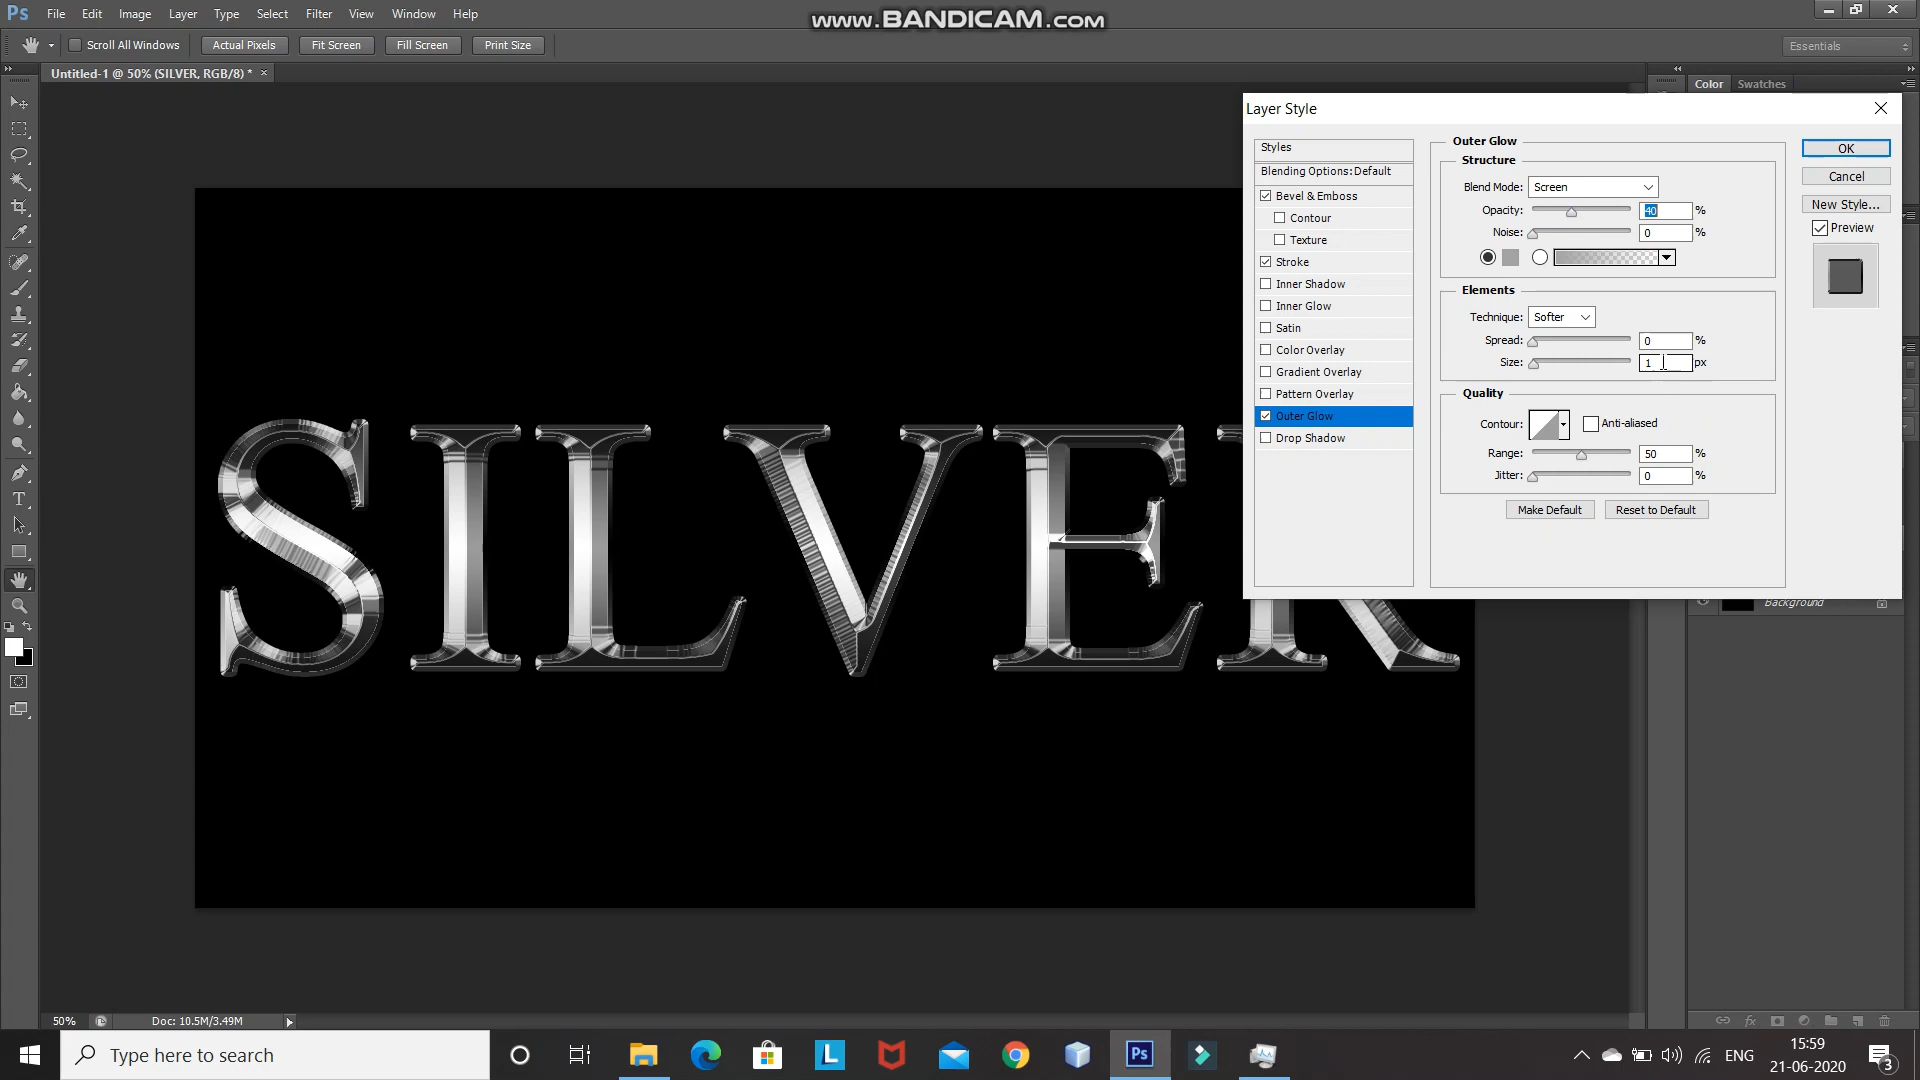 Ps File Edit Image Layer Type Select Filter View Window Help
www.BANDICAM.com
Scroll All Windows Actual Pixels Fit Screen Fill Screen Print Size
Essentials
Untitled-1 @ 50% (SILVER, RGB/8) * ×
Color Swatches
Layer Style
Styles
Blending Options: Default
Bevel & Emboss
Contour
Texture
Stroke
Inner Shadow
Inner Glow
Satin
Color Overlay
Gradient Overlay
Pattern Overlay
Outer Glow
Drop Shadow
Outer Glow
Structure
Blend Mode: Screen
Opacity: 40 %
Noise: 0 %
Elements
Technique: Softer
Spread: 0 %
Size: 1 px
Quality
Contour: Anti-aliased
Range: 50 %
Jitter: 0 %
Make Default Reset to Default
OK
Cancel
New Style...
Preview
SILVER
Background
50% Doc: 10.5M/3.49M
Type here to search
L
Ps
ENG
15:59
21-06-2020
3